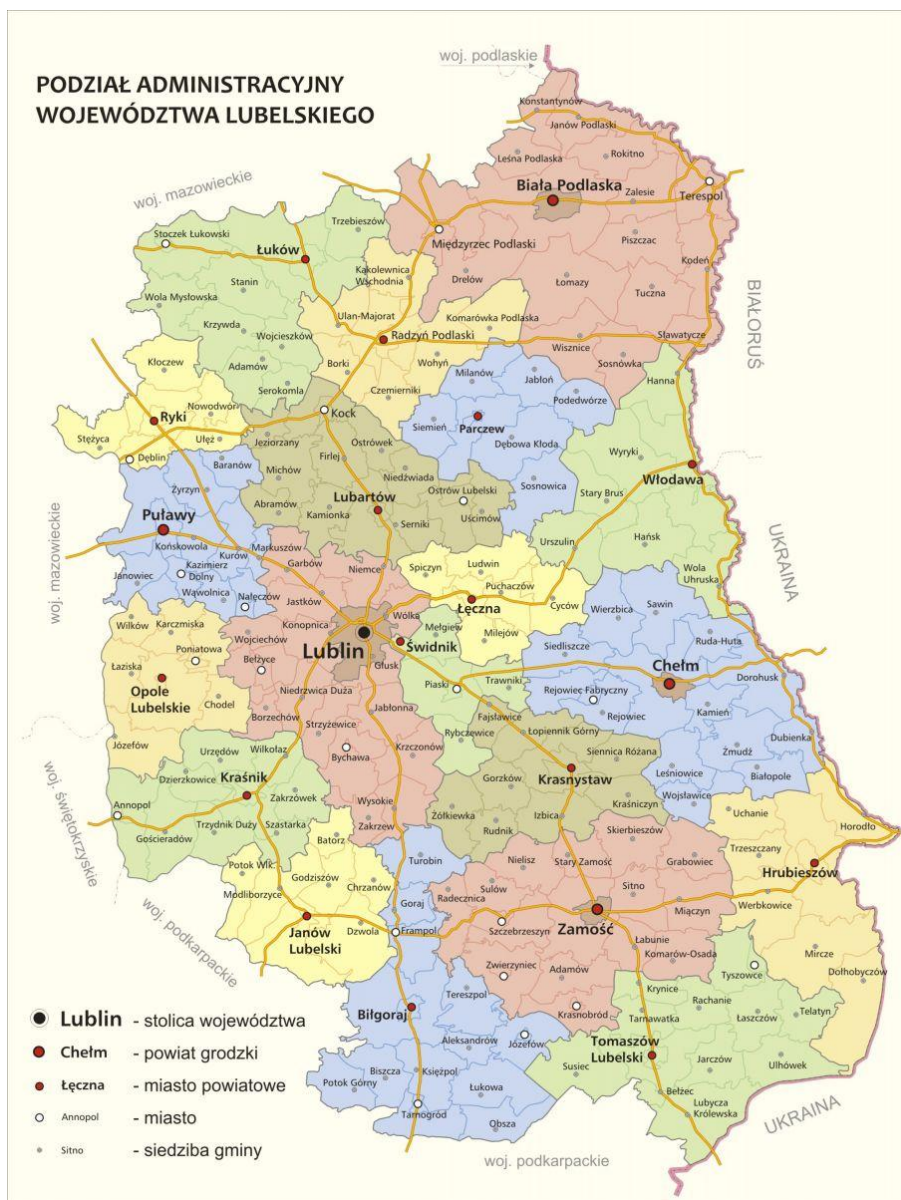 PODZIAŁ ADMINISTRACYJNY
WOJEWÓDZTWA LUBELSKIEGO
woj. podlaskie
woj. mazowieckie
Konstantynów
Janów Podlaski
Leśna Podlaska
Rokitno
Biała Podlaska
Zalesie
Terespol
Międzyrzec Podlaski
Piszczac
Kodeń
Drelów
Łomazy
Tuczna
Sławatycze
Wisznice
Sosnówka
BIAŁORUŚ
Stoczek Łukowski
Trzebieszów
Łuków
Stanin
Wola Mysłowska
Krzywda
Wojcieszków
Adamów
Serokomla
Kąkolewnica
Wschodnia
Ulan-Majorat
Komarówka Podlaska
Radzyń Podlaski
Borki
Wohyń
Czemierniki
Kłoczew
Ryki
Nowodwór
Stężyca
Ułęż
Dęblin
Milanów
Jabłoń
Podedwórze
Siemień
Parczew
Dębowa Kłoda
Sosnowica
Hanna
Wyryki
Włodawa
Stary Brus
Hańsk
Urszulin
Wola
Uhruska
UKRAINA
Kock
Jeziorzany
Ostrówek
Firlej
Michów
Niedźwiada
Lubartów
Ostrów Lubelski
Abramów
Kamionka
Serniki
Uścimów
woj. mazowieckie
Baranów
Żyrzyn
Puławy
Końskowola
Kurów
Markuszów
Janowiec
Kazimierz
Dolny
Wąwolnica
Nałęczów
Garbów
Niemce
Jastków
Konopnica
Wólka
Wojciechów
Lublin
Głusk
Bełżyce
Niedrzwica Duża
Jabłonna
Borzechów
Strzyżewice
Bychawa
Krzczonów
Wysokie
Zakrzew
Spiczyn
Ludwin
Puchaczów
Łęczna
Cyców
Milejów
Mełgiew
Świdnik
Piaski
Trawniki
Rybczewice
Wierzbica
Sawin
Ruda-Huta
Siedliszcze
Chełm
Dorohusk
Rejowiec Fabryczny
Rejowiec
Kamień
Dubienka
Żmudź
Leśniowice
Białopole
Wojsławice
Wilków
Karczmiska
Poniatowa
Łaziska
Opole
Lubelskie
Chodel
Józefów
woj. świętokrzyskie
Urzędów
Wilkołaz
Dzierzkowice
Kraśnik
Zakrzówek
Annopol
Gościeradów
Trzydnik Duży
Szastarka
Fajsławice
Łopiennik Górny
Siennica Różana
Gorzków
Krasnystaw
Kraśniczyn
Żółkiewka
Izbica
Rudnik
Uchanie
Horodło
Trzeszczany
Hrubieszów
Werbkowice
Mircze
Dołhobyczów
Batorz
Potok Wlk.
Godziszów
Modliborzyce
Chrzanów
Janów
Lubelski
Dzwola
woj. podkarpackie
Turobin
Goraj
Frampol
Tereszpol
Biłgoraj
Aleksandrów
Józefów
Biszcza
Księżpol
Potok Górny
Łukowa
Tarnogród
Obsza
Skierbieszów
Nielisz
Stary Zamość
Grabowiec
Radecznica
Sułów
Sitno
Szczebrzeszyn
Zamość
Miączyn
Łabunie
Komarów-Osada
Zwierzyniec
Adamów
Krasnobród
Tyszowce
Krynice
Rachanie
Tarnawatka
Łaszczów
Telatyn
Tomaszów
Lubelski
Susiec
Jarczów
Ulhówek
Bełżec
Lubycza
Królewska
UKRAINA
woj. podkarpackie
Lublin - stolica województwa
Chełm - powiat grodzki
Łęczna - miasto powiatowe
Annopol - miasto
Sitno - siedziba gminy